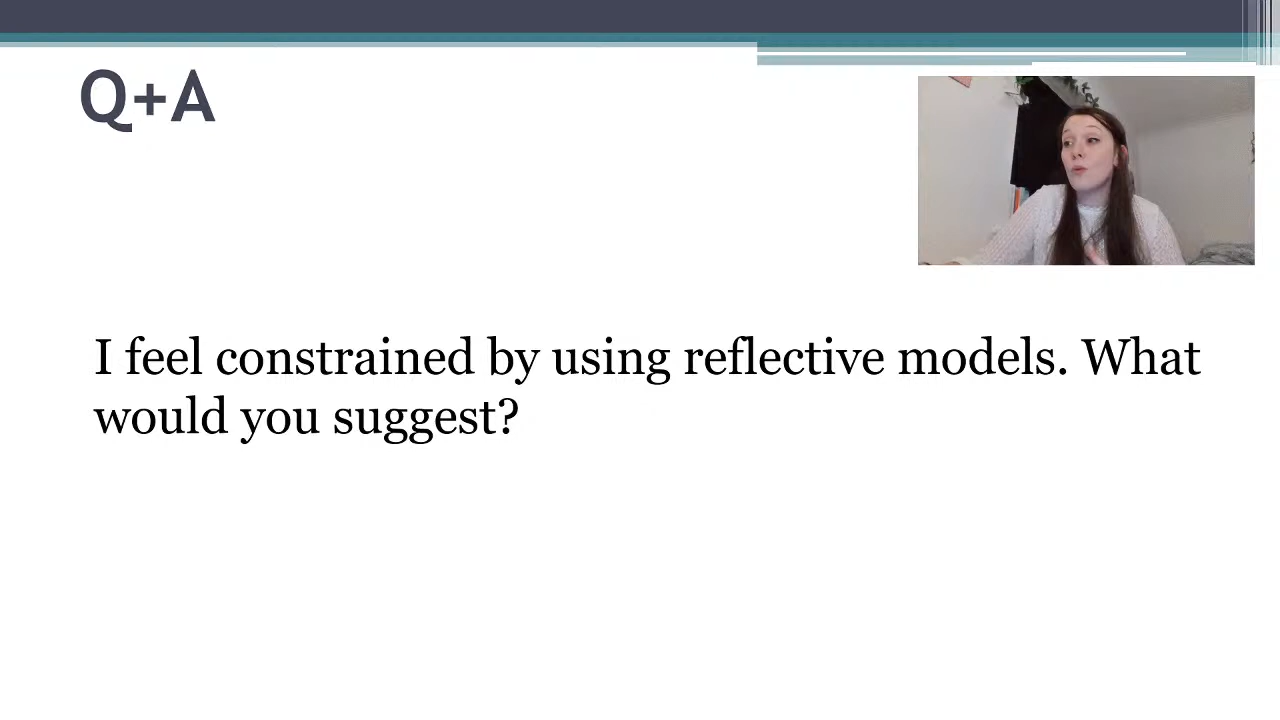 Q+A
I feel constrained by using reflective models. What
would you suggest?